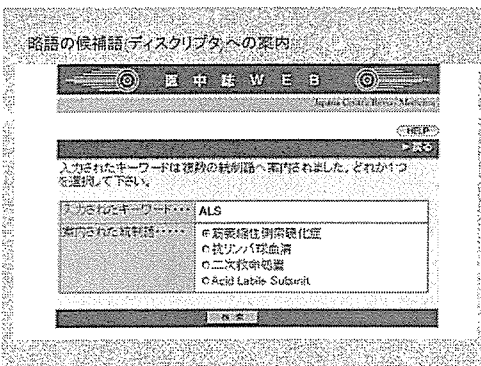 略語の候補語(ディスクリプタ)への案内
医 中 誌 W E B
Japana Centra Revuo Medicina
HELP
▶戻る
入力されたキーワードは複数の統制語へ案内されました。どれか1つ
を選択して下さい。
入力されたキーワード・・・ ALS
案内された統制語・・・・・ 筋萎縮性側索硬化症
抗リンパ球血清
二次救命処置
Acid Labile Subunit
検 索